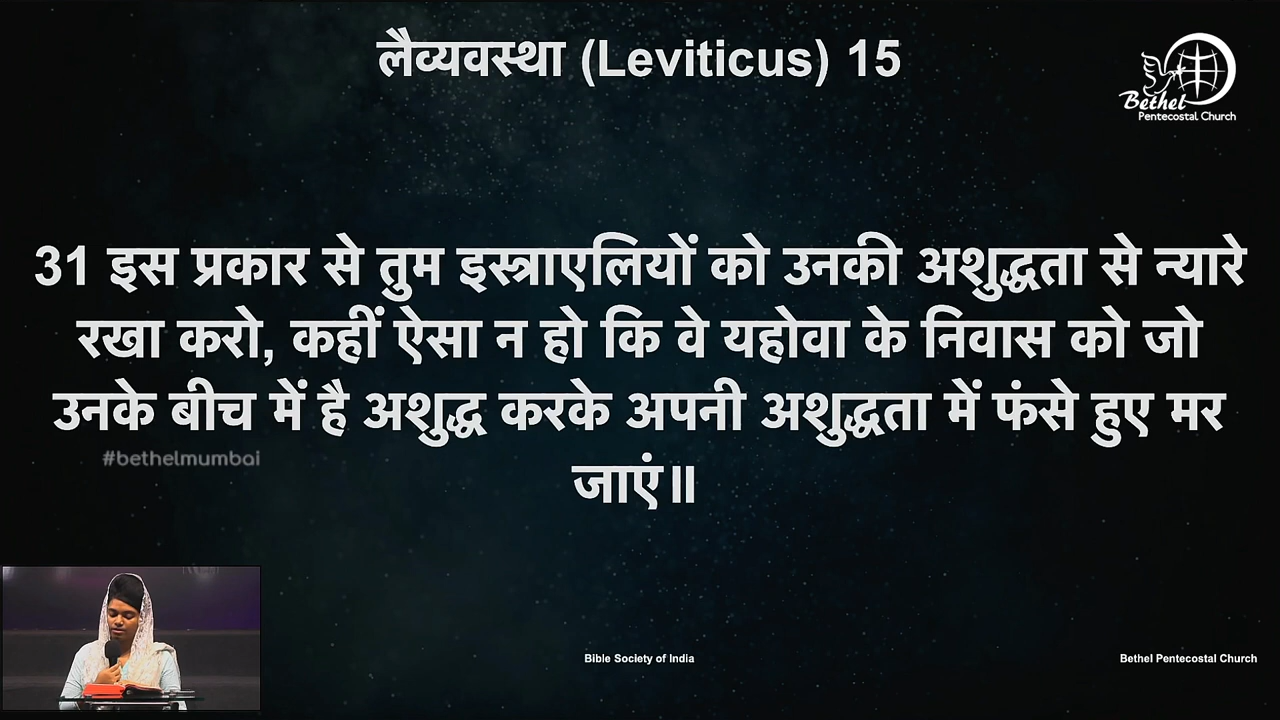 लैव्यवस्था (Leviticus) 15
Bethel
Pentecostal Church
31 इस प्रकार से तुम इस्त्राएलियों को उनकी अशुद्धता से न्यारे
रखा करो, कहीं ऐसा न हो कि वे यहोवा के निवास को जो
उनके बीच में है अशुद्ध करके अपनी अशुद्धता में फंसे हुए मर
#bethelmumbai
जाएं॥
Bible Society of India
Bethel Pentecostal Church